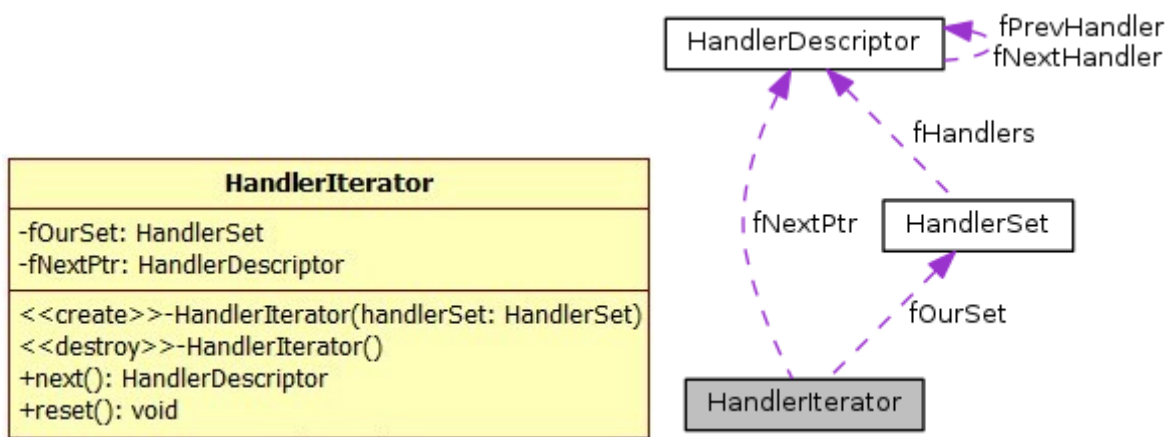 HandlerIterator
-fOurSet: HandlerSet
-fNextPtr: HandlerDescriptor
<<create>>-HandlerIterator(handlerSet: HandlerSet)
<<destroy>>-HandlerIterator()
+next(): HandlerDescriptor
+reset(): void
HandlerDescriptor
fPrevHandler
fNextHandler
fHandlers
fNextPtr
HandlerSet
fOurSet
HandlerIterator